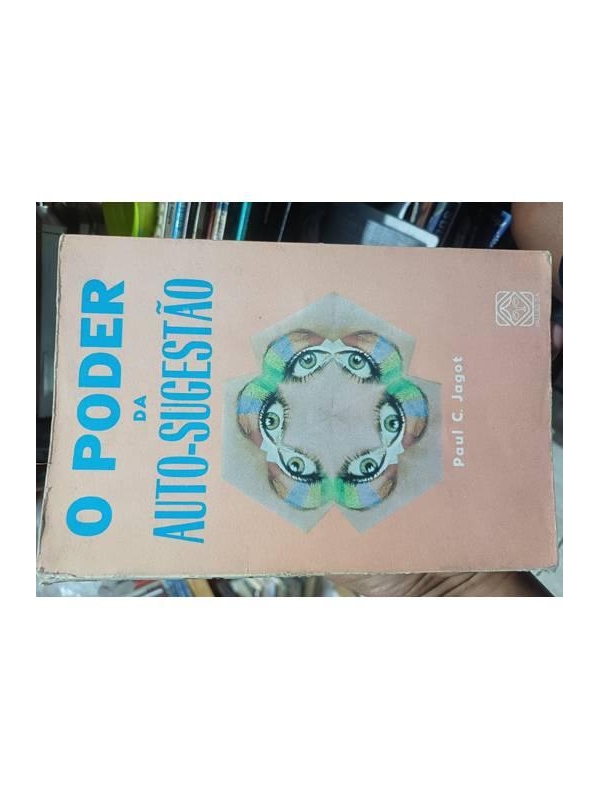 O PODER
DA
AUTO-SUGESTÃO
Paul C. Jagot